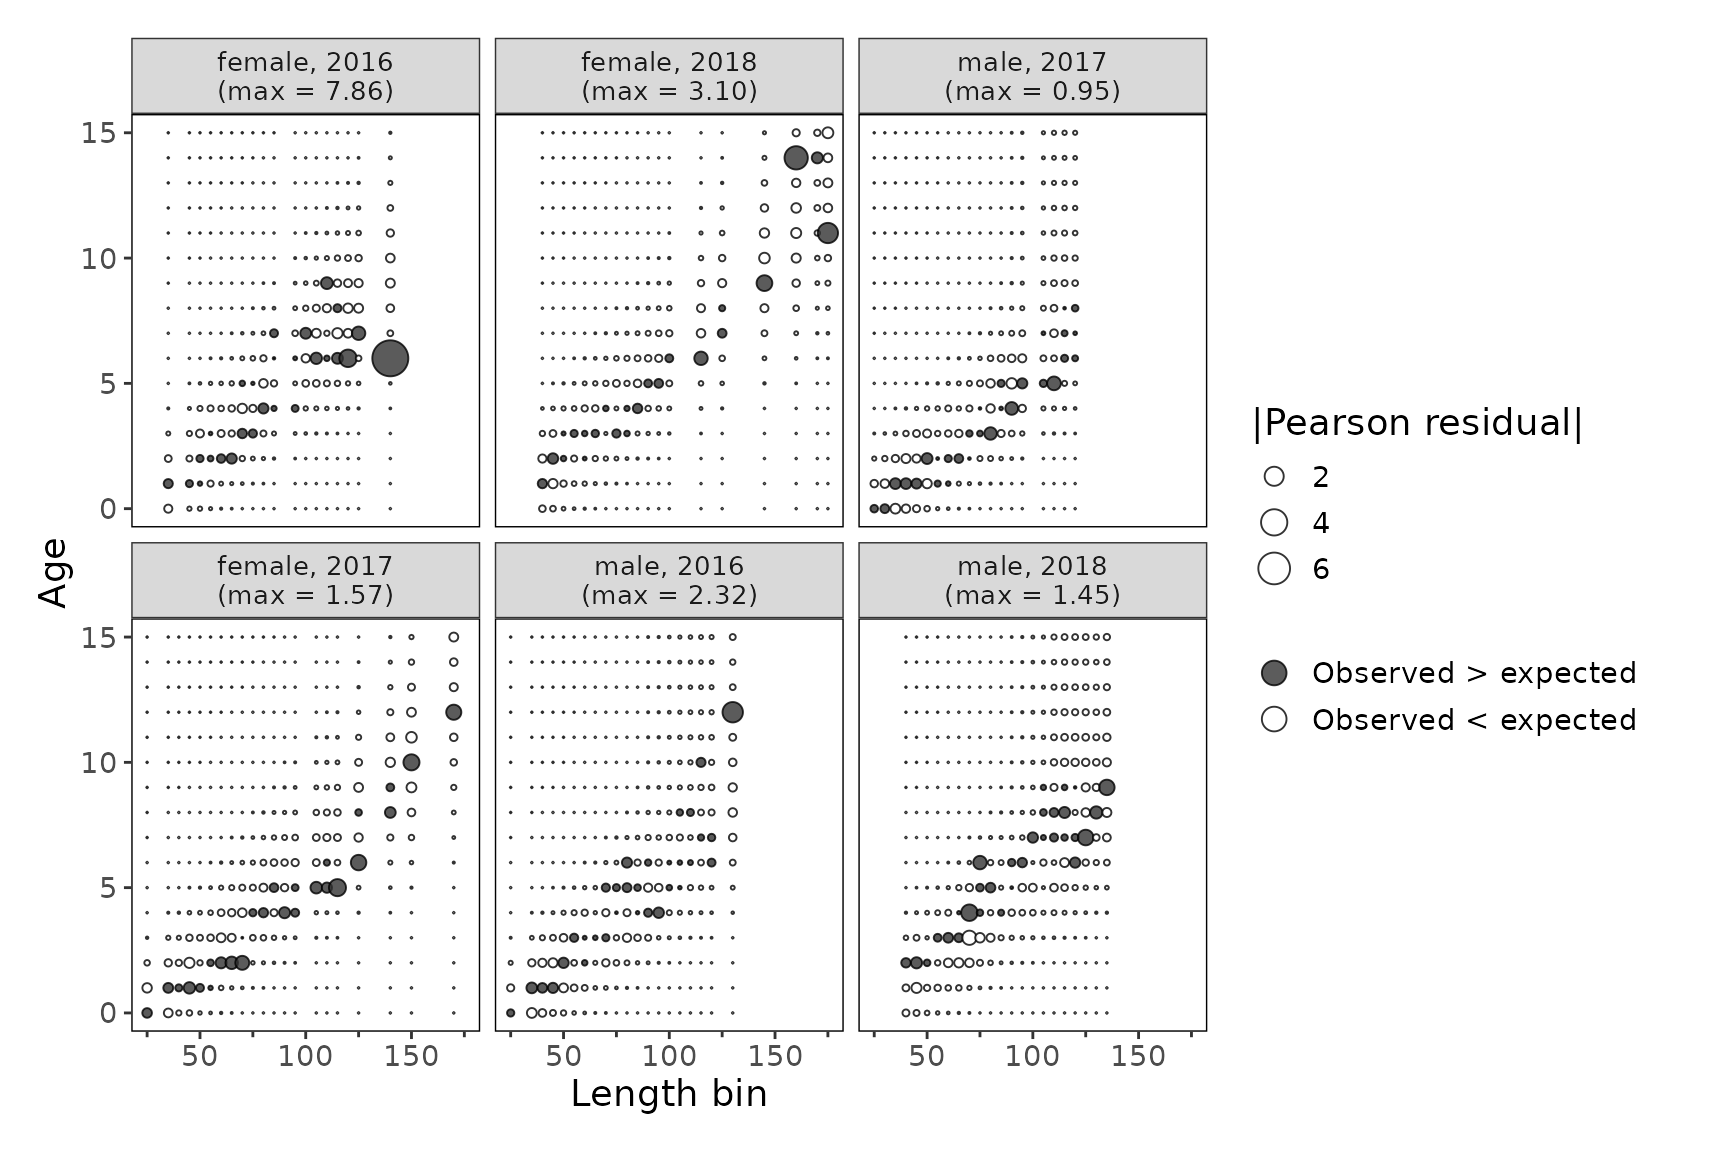 female, 2016
(max = 7.86)
female, 2018
(max = 3.10)
male, 2017
(max = 0.95)
15
10
5
0
female, 2017
(max = 1.57)
male, 2016
(max = 2.32)
male, 2018
(max = 1.45)
15
10
5
0
50 100 150
50 100 150
50 100 150
Age
Length bin
|Pearson residual|
2
4
6
Observed > expected
Observed < expected